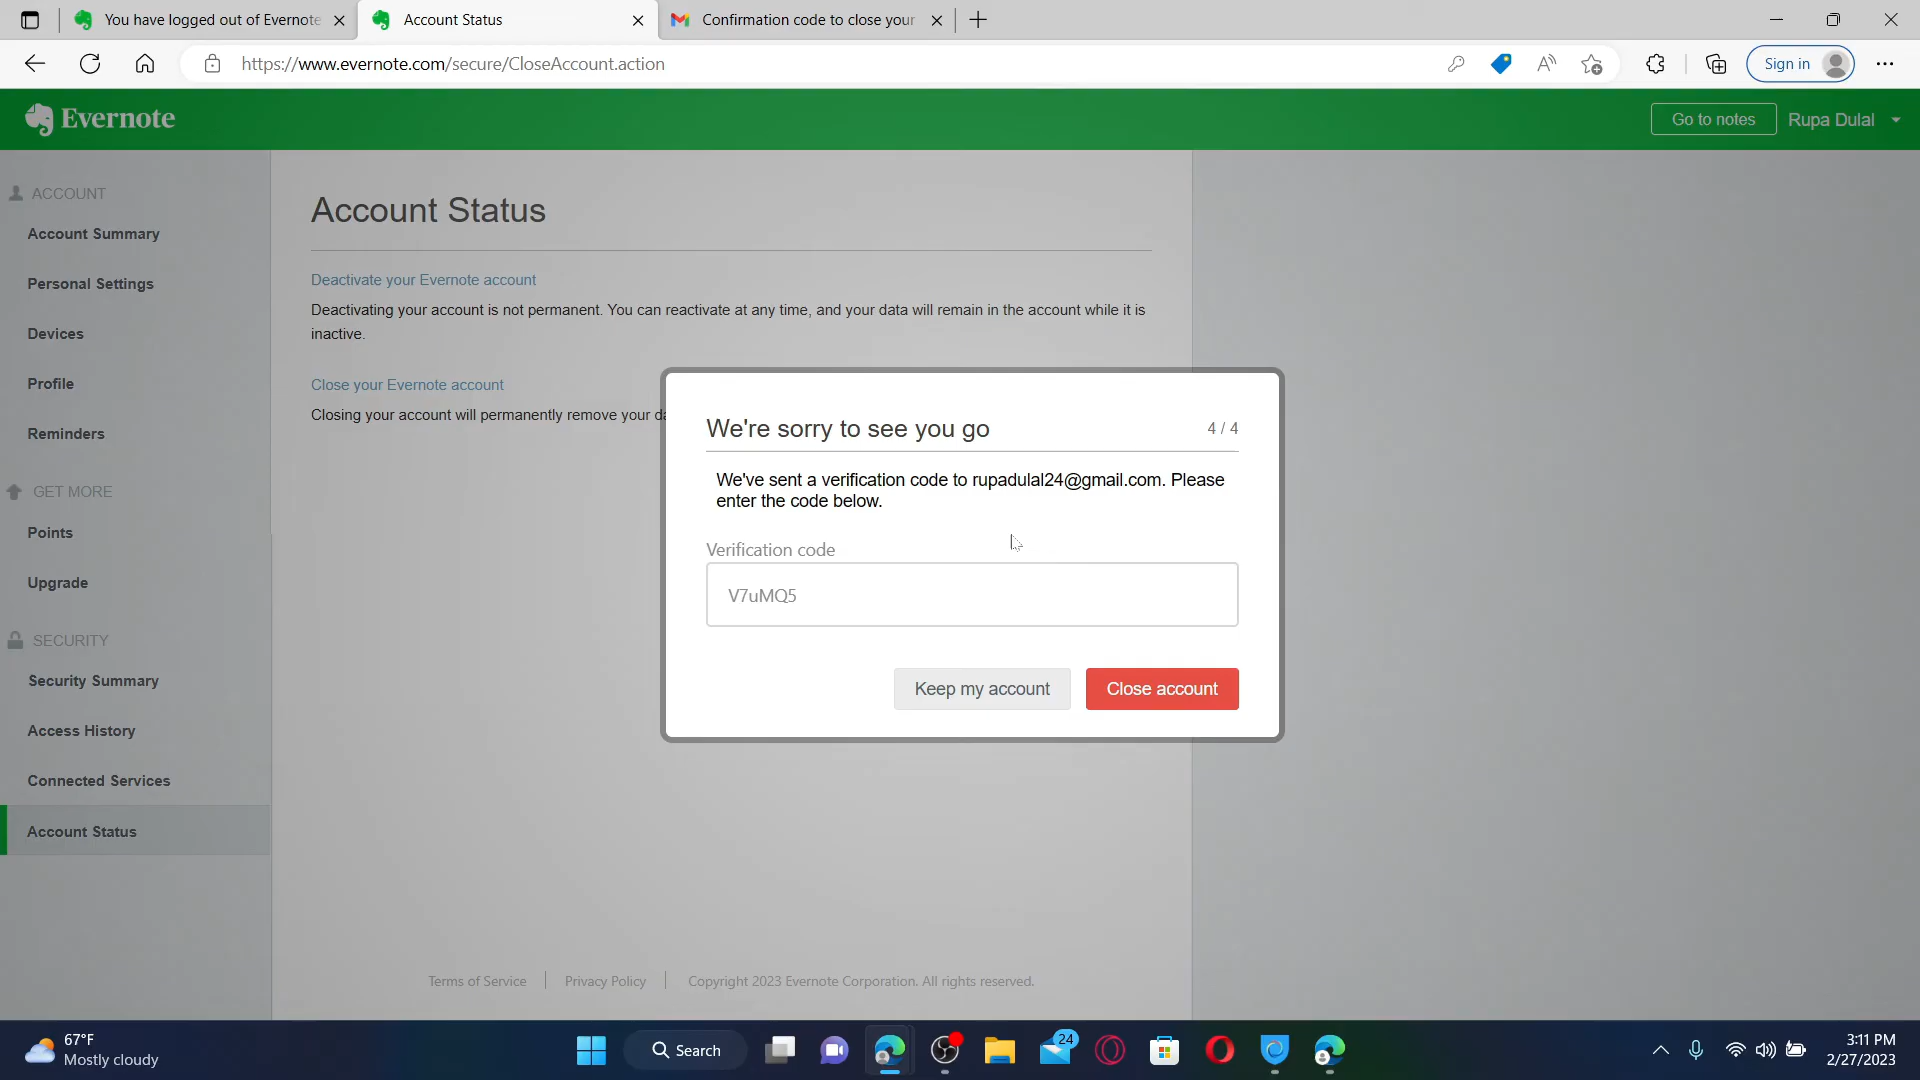 You have logged out of Evernote
Account Status
Confirmation code to close your
https://www.evernote.com/secure/CloseAccount.action
Sign in
Evernote
Go to notes
Rupa Dulal
ACCOUNT
Account Summary
Personal Settings
Devices
Profile
Reminders
GET MORE
Points
Upgrade
SECURITY
Security Summary
Access History
Connected Services
Account Status
Account Status
Deactivate your Evernote account
Deactivating your account is not permanent. You can reactivate at any time, and your data will remain in the account while it is
inactive.
Close your Evernote account
Closing your account will permanently remove your da
We're sorry to see you go
4 / 4
We've sent a verification code to rupadulal24@gmail.com. Please
enter the code below.
Verification code
V7uMQ5
Keep my account
Close account
Terms of Service
Privacy Policy
Copyright 2023 Evernote Corporation. All rights reserved.
67°F
Mostly cloudy
Search
24
3:11 PM
2/27/2023